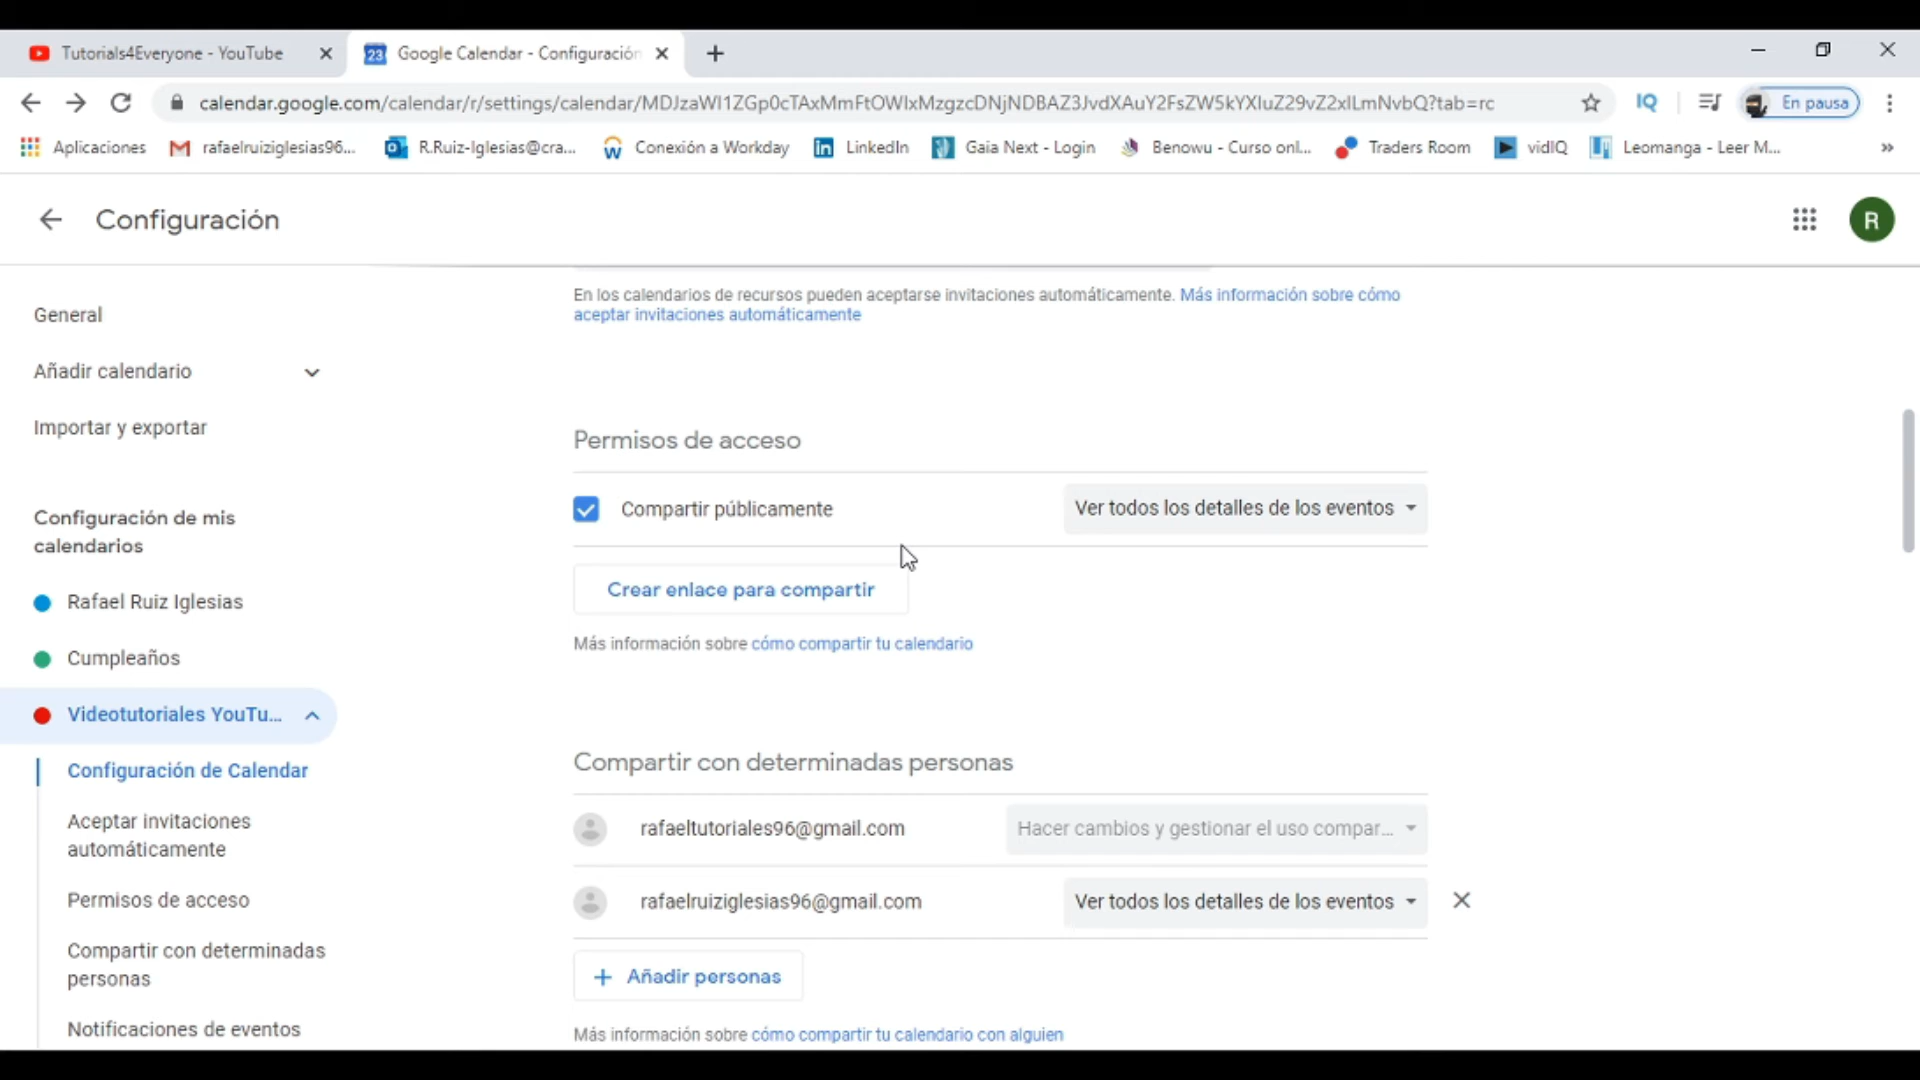 Tutorials4Everyone - YouTube
23
Google Calendar - Configuración
calendar.google.com/calendar/r/settings/calendar/MDJzaWI1ZGp0cTAxMmFtOWIxMzgzcDNjNDBAZ3JvdXAuY2FsZW5kYXIuZ29vZ2xlLmNvbQ?tab=rc
IQ
En pausa
Aplicaciones
rafaelruiziglesias96...
R.Ruiz-Iglesias@cra...
Conexión a Workday
LinkedIn
Gaia Next - Login
Benowu - Curso onl...
Traders Room
vidIQ
Leomanga - Leer M...
»
Configuración
R
General
Añadir calendario
Importar y exportar
Configuración de mis
calendarios
Rafael Ruiz Iglesias
Cumpleaños
Videotutoriales YouTu...
Configuración de Calendar
Aceptar invitaciones
automáticamente
Permisos de acceso
Compartir con determinadas
personas
Notificaciones de eventos
En los calendarios de recursos pueden aceptarse invitaciones automáticamente. Más información sobre cómo
aceptar invitaciones automáticamente
Permisos de acceso
Compartir públicamente
Ver todos los detalles de los eventos
Crear enlace para compartir
Más información sobre cómo compartir tu calendario
Compartir con determinadas personas
rafaeltutoriales96@gmail.com
Hacer cambios y gestionar el uso compar...
rafaelruiziglesias96@gmail.com
Ver todos los detalles de los eventos
Añadir personas
Más información sobre cómo compartir tu calendario con alguien